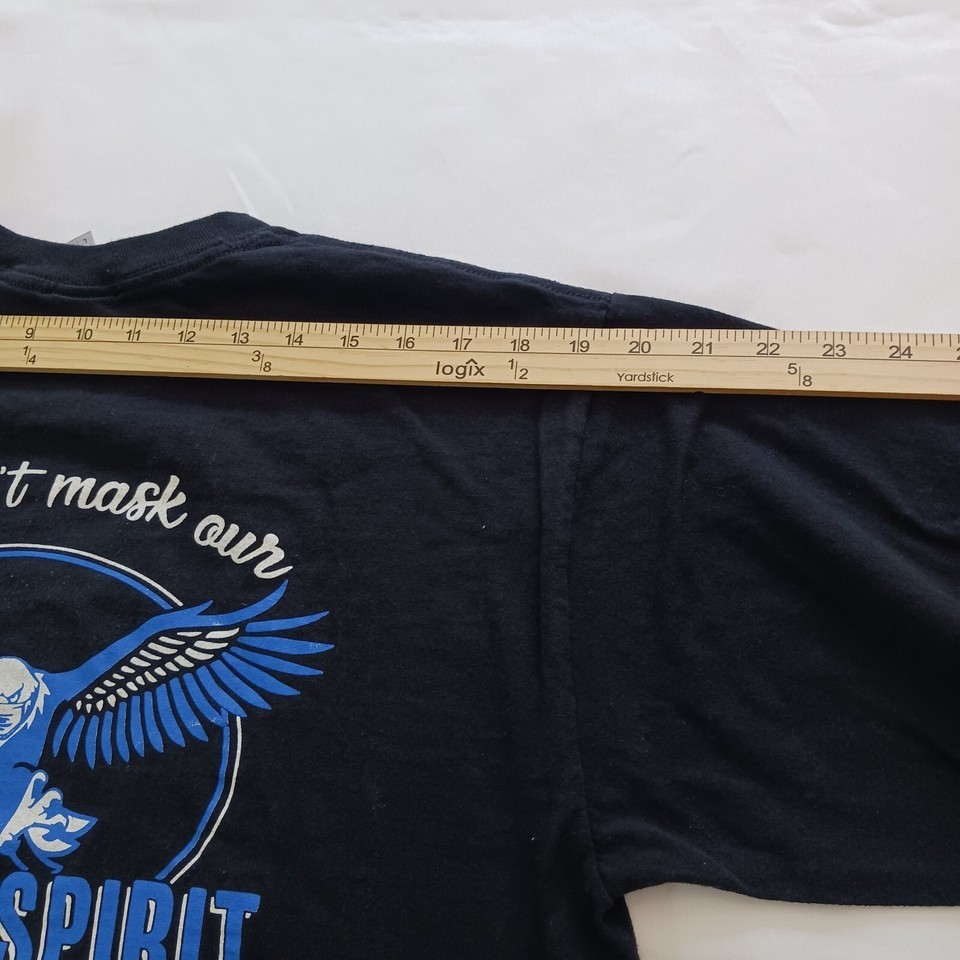 9 10 11 12 13 14 15 16 17 18 19 20 21 22 23 24
1/4 3/8 logix 1/2 Yardstick 5/8
't mask our
SPIRIT